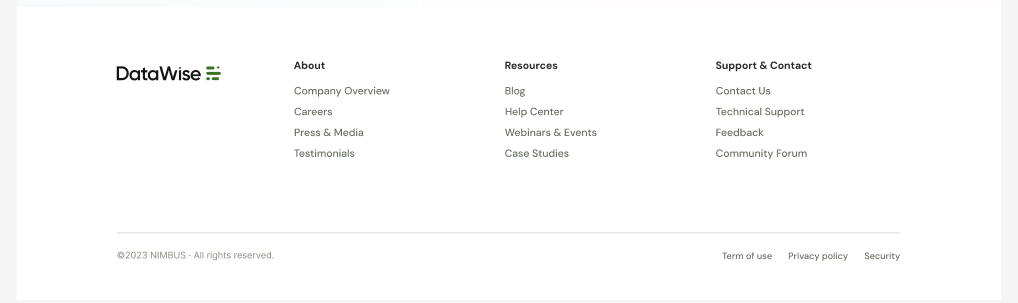 DataWise
About
Company Overview
Careers
Press & Media
Testimonials
Resources
Blog
Help Center
Webinars & Events
Case Studies
Support & Contact
Contact Us
Technical Support
Feedback
Community Forum
©2023 NIMBUS · All rights reserved.
Term of use
Privacy policy
Security